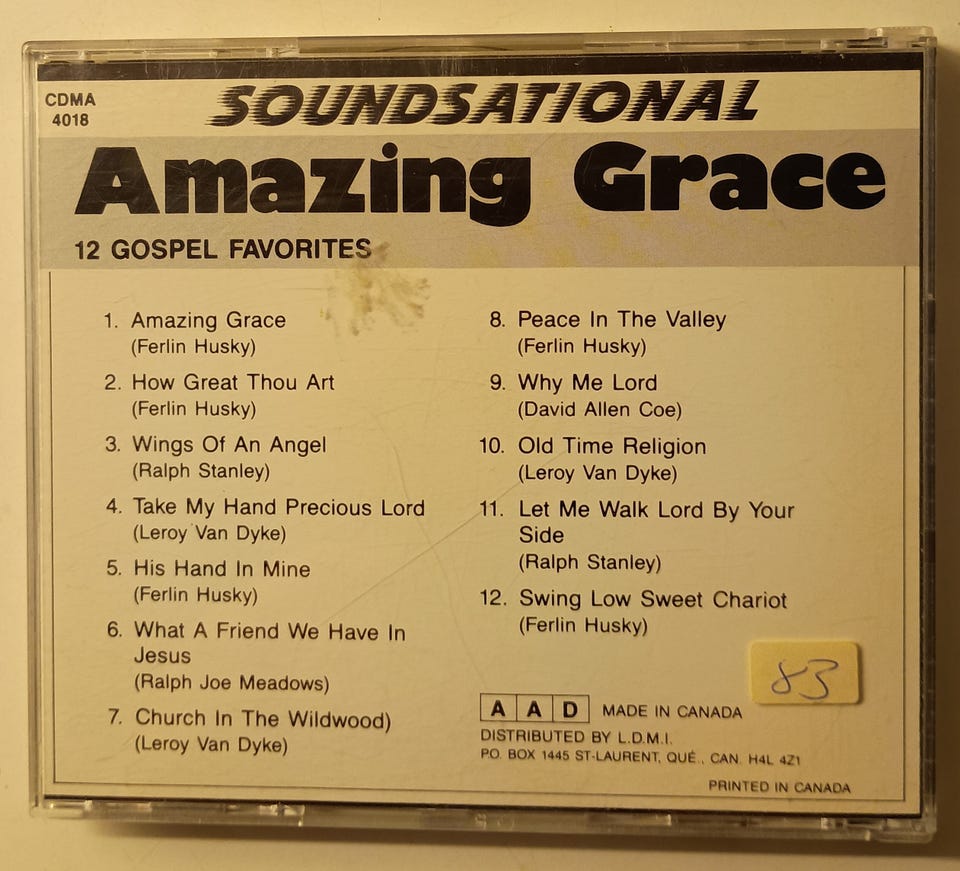 CDMA
4018
SOUNDSATIONAL
Amazing Grace
12 GOSPEL FAVORITES
1. Amazing Grace
(Ferlin Husky)
2. How Great Thou Art
(Ferlin Husky)
3. Wings Of An Angel
(Ralph Stanley)
4. Take My Hand Precious Lord
(Leroy Van Dyke)
5. His Hand In Mine
(Ferlin Husky)
6. What A Friend We Have In
Jesus
(Ralph Joe Meadows)
7. Church In The Wildwood)
(Leroy Van Dyke)
8. Peace In The Valley
(Ferlin Husky)
9. Why Me Lord
(David Allen Coe)
10. Old Time Religion
(Leroy Van Dyke)
11. Let Me Walk Lord By Your
Side
(Ralph Stanley)
12. Swing Low Sweet Chariot
(Ferlin Husky)
83
A A D MADE IN CANADA
DISTRIBUTED BY L.D.M.I.
P.O. BOX 1445 ST-LAURENT, QUÉ., CAN. H4L 4Z1
PRINTED IN CANADA